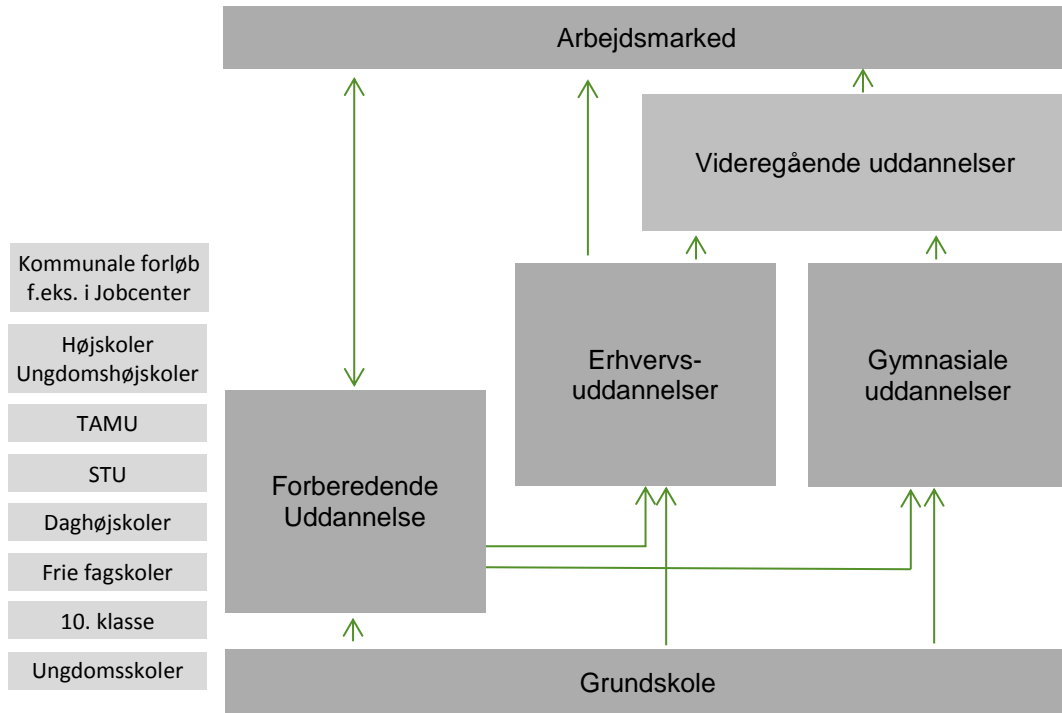 Arbejdsmarked
Videregående uddannelser
Kommunale forløb
f.eks. i Jobcenter
Højskoler
Ungdomshøjskoler
TAMU
STU
Daghøjskoler
Frie fagskoler
10. klasse
Ungdomsskoler
Erhvervs-
uddannelser
Gymnasiale
uddannelser
Forberedende
Uddannelse
Grundskole